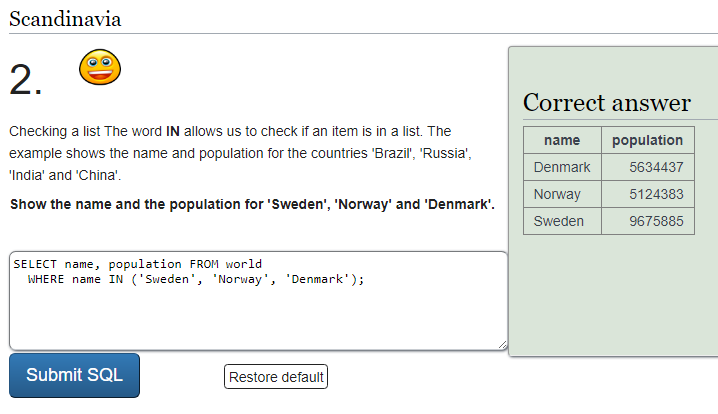 Scandinavia
2.
Checking a list The word IN allows us to check if an item is in a list. The
example shows the name and population for the countries 'Brazil', 'Russia',
'India' and 'China'.
Show the name and the population for 'Sweden', 'Norway' and 'Denmark'.
SELECT name, population FROM world
WHERE name IN ('Sweden', 'Norway', 'Denmark');
Submit SQL
Restore default
Correct answer
name population
Denmark 5634437
Norway 5124383
Sweden 9675885